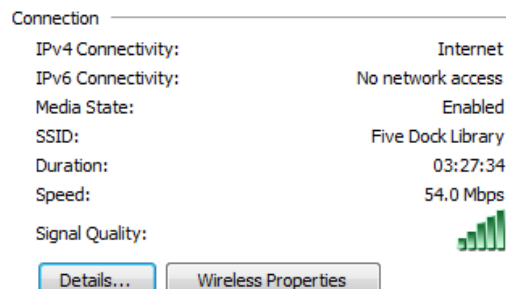 Connection
IPv4 Connectivity: Internet
IPv6 Connectivity: No network access
Media State: Enabled
SSID: Five Dock Library
Duration: 03:27:34
Speed: 54.0 Mbps
Signal Quality:
Details... Wireless Properties